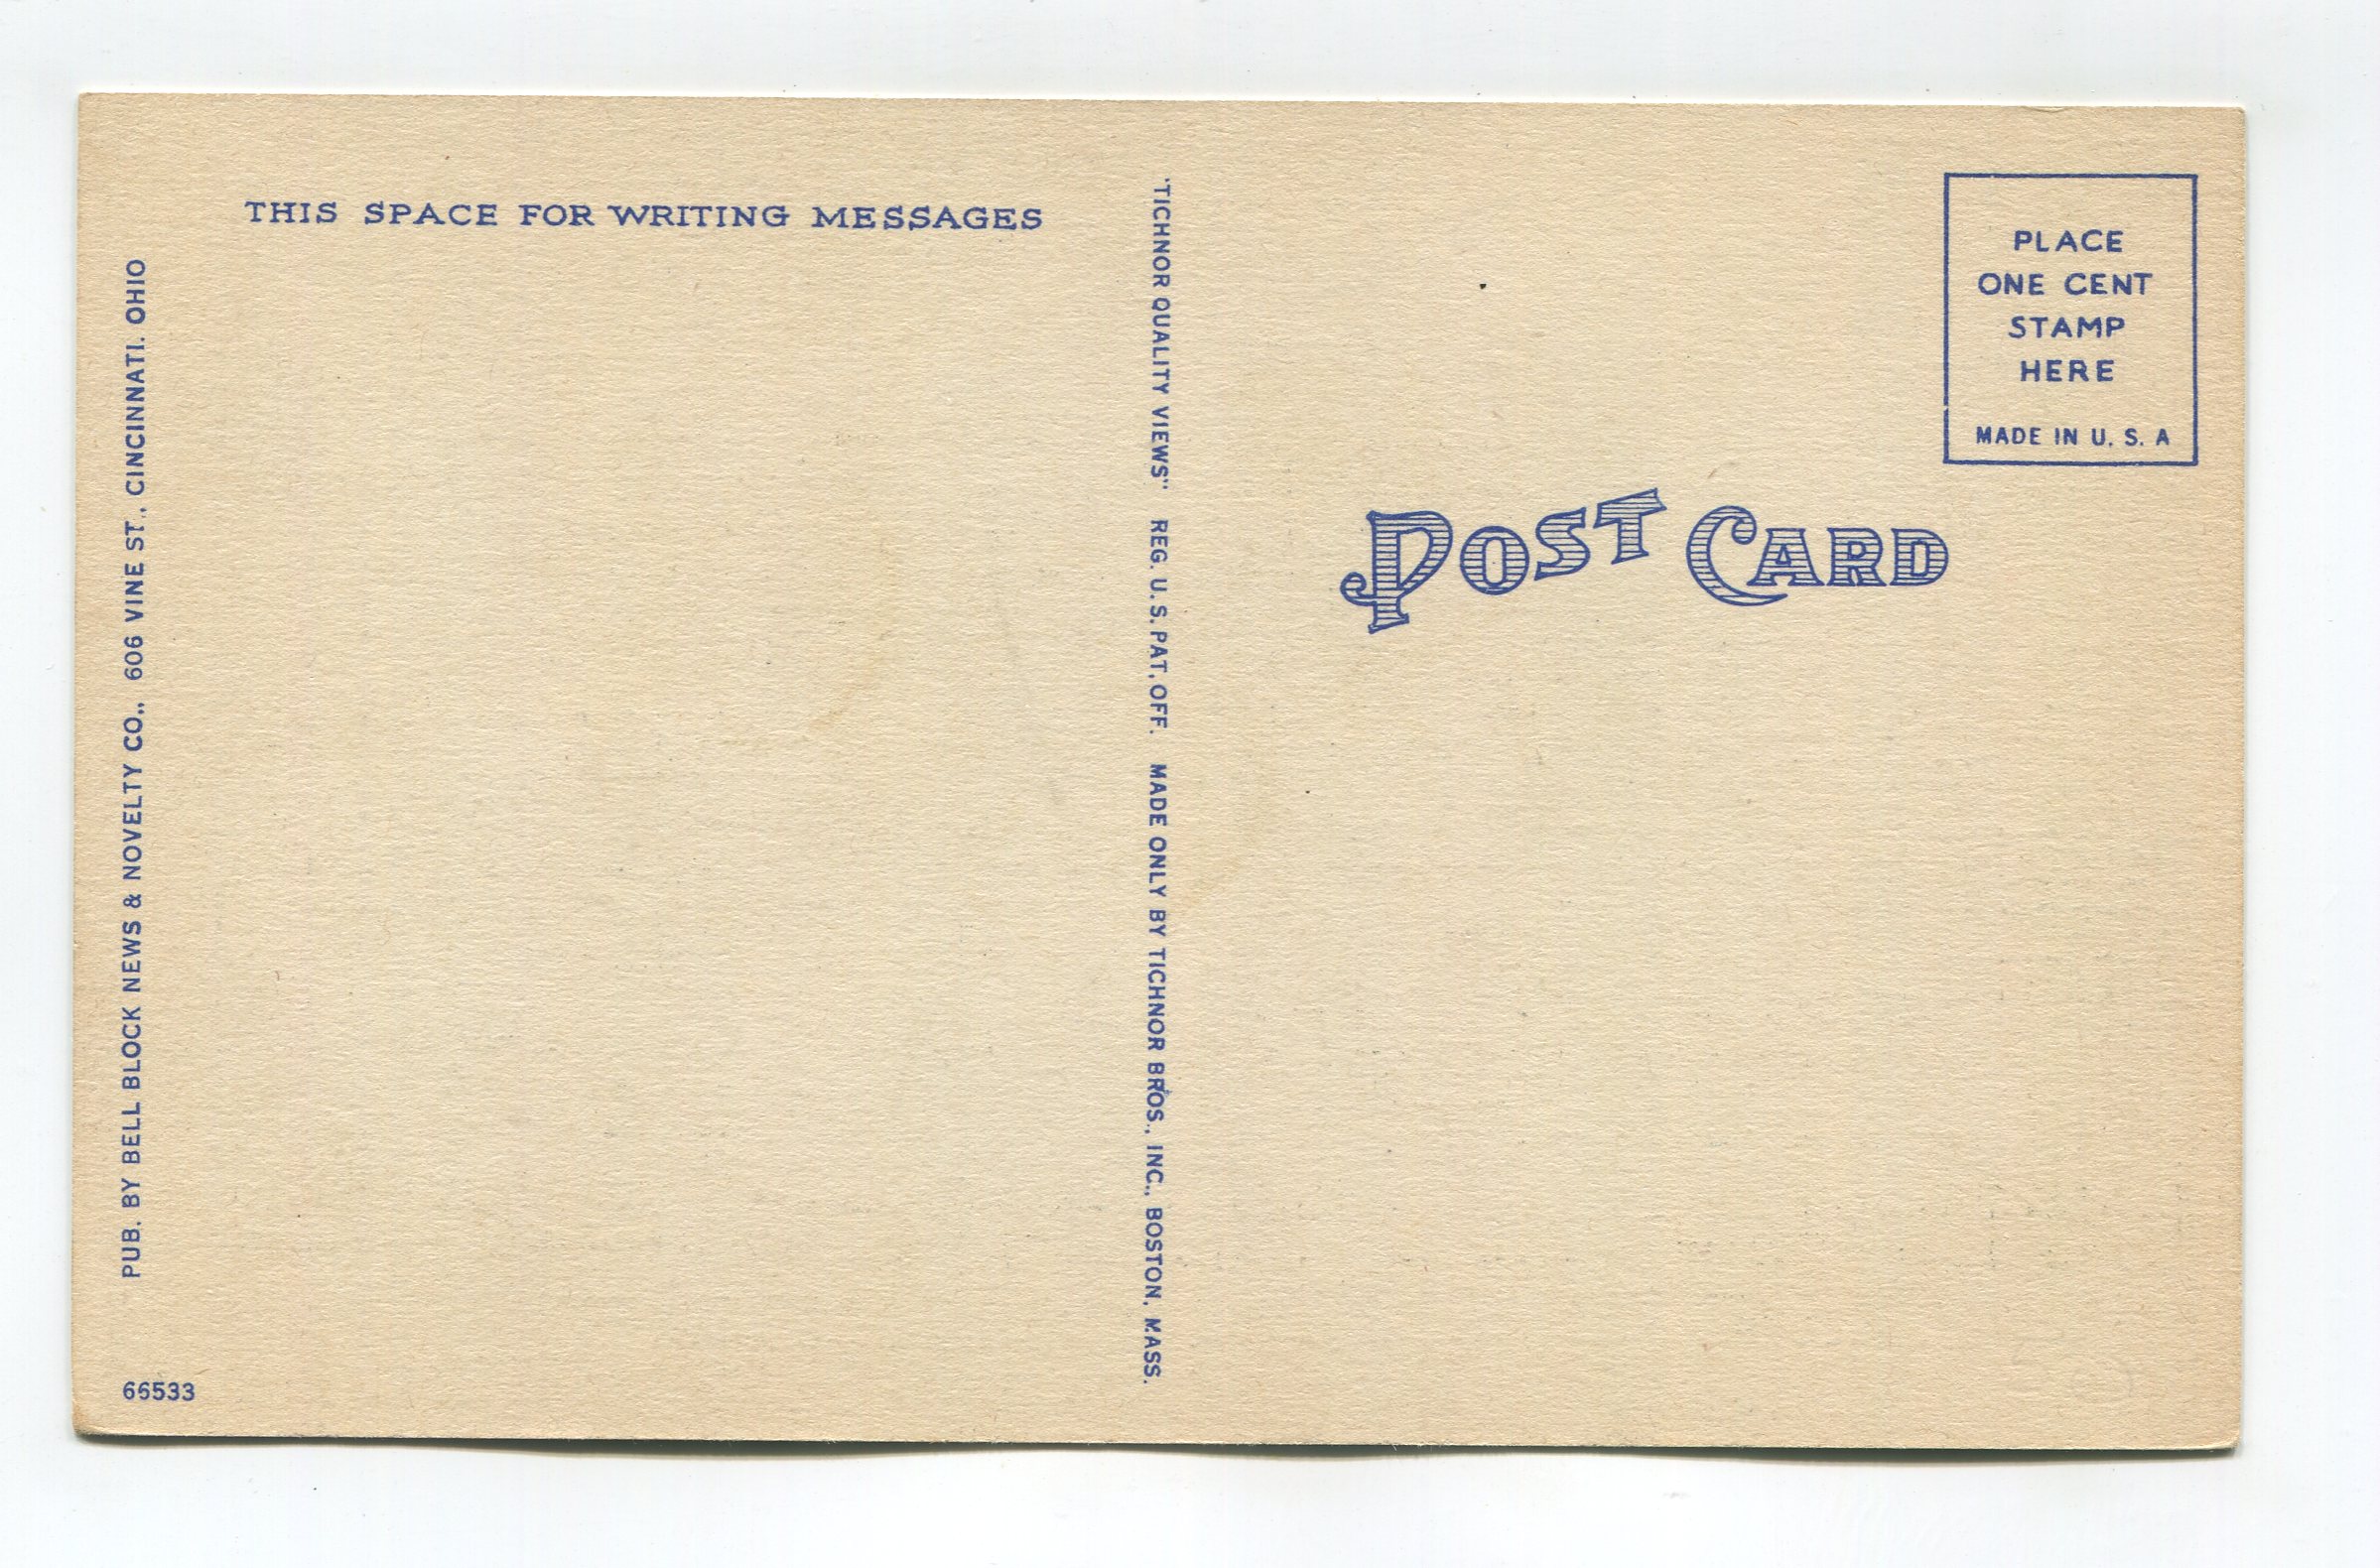 THIS SPACE FOR WRITING MESSAGES
PUB. BY BELL BLOCK NEWS & NOVELTY CO., 606 VINE ST., CINCINNATI. OHIO
66533
"TICHNOR QUALITY VIEWS" REG. U. S. PAT. OFF. MADE ONLY BY TICHNOR BROS., INC., BOSTON, MASS.
PLACE
ONE CENT
STAMP
HERE
MADE IN U. S. A
POST CARD